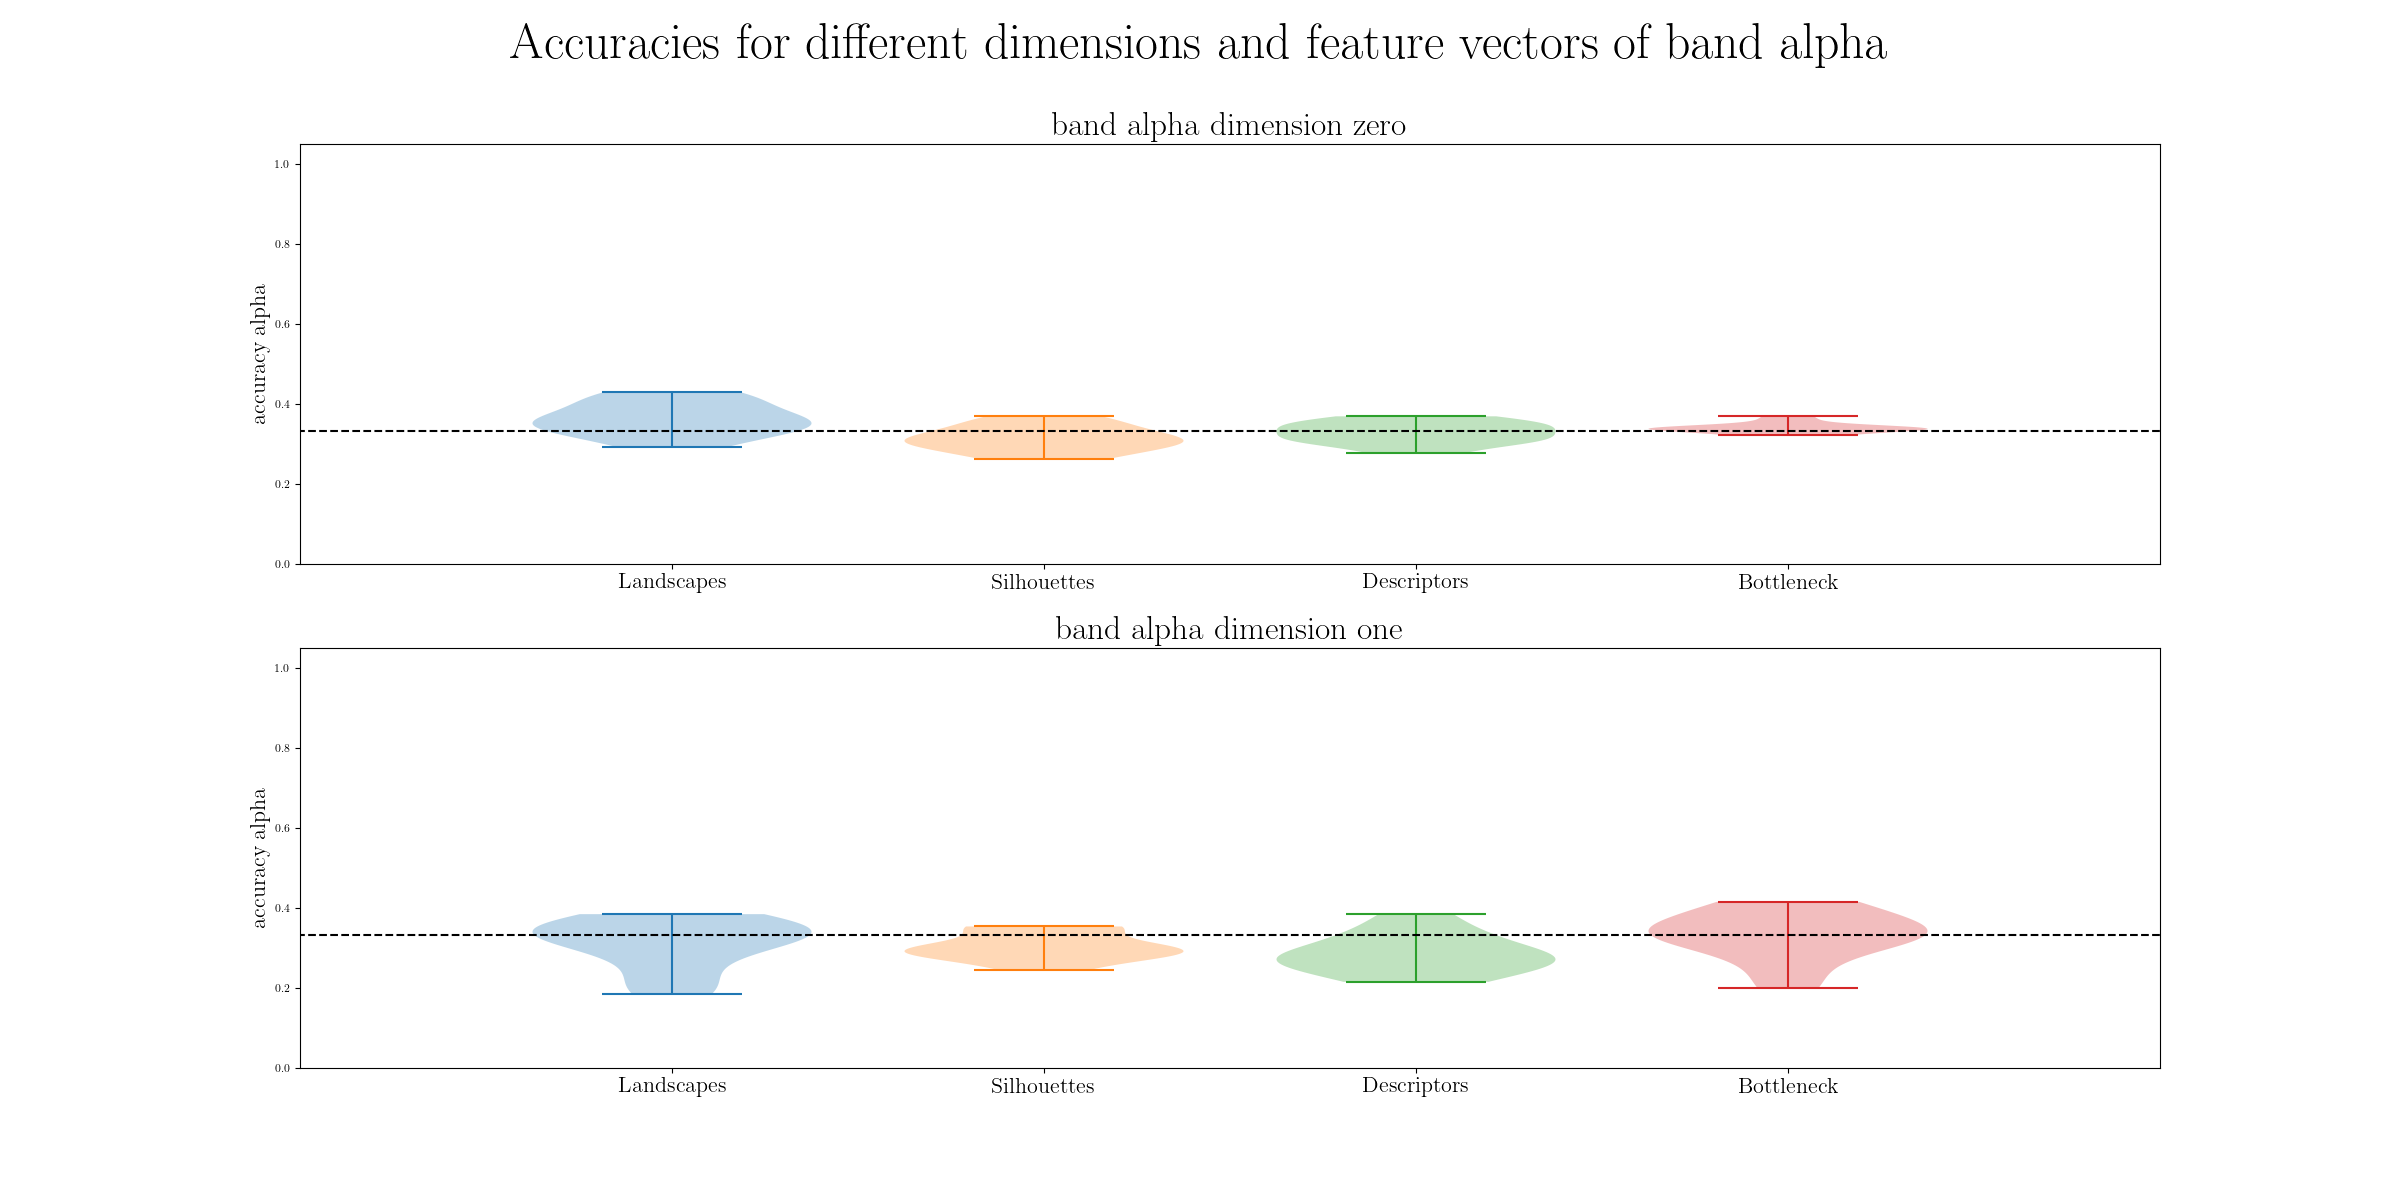 Accuracies for different dimensions and feature vectors of band alpha
band alpha dimension zero
accuracy alpha
1.0
0.8
0.6
0.4
0.2
0.0
Landscapes Silhouettes Descriptors Bottleneck
band alpha dimension one
accuracy alpha
1.0
0.8
0.6
0.4
0.2
0.0
Landscapes Silhouettes Descriptors Bottleneck